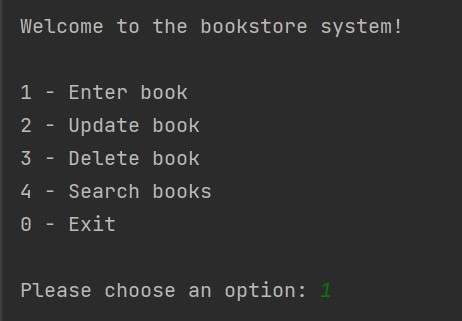 Welcome to the bookstore system!
1 - Enter book
2 - Update book
3 - Delete book
4 - Search books
0 - Exit
Please choose an option: 1